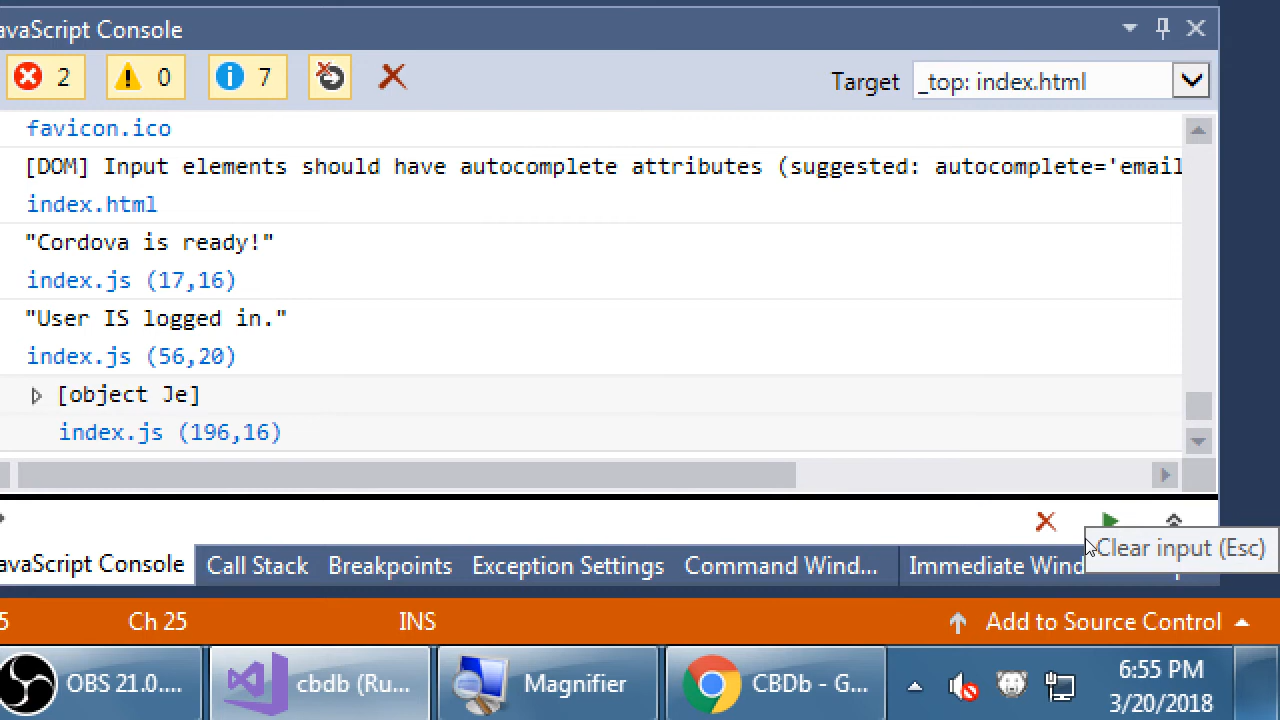 avaScript Console
2
0
7
Target
_top: index.html
favicon.ico
[DOM] Input elements should have autocomplete attributes (suggested: autocomplete='email
index.html
"Cordova is ready!"
index.js (17,16)
"User IS logged in."
index.js (56,20)
[object Je]
index.js (196,16)
Clear input (Esc)
avaScript Console
Call Stack
Breakpoints
Exception Settings
Command Wind...
Immediate Wind
5
Ch 25
INS
Add to Source Control
OBS 21.0....
cbdb (Ru...
Magnifier
CBDb - G...
6:55 PM
3/20/2018